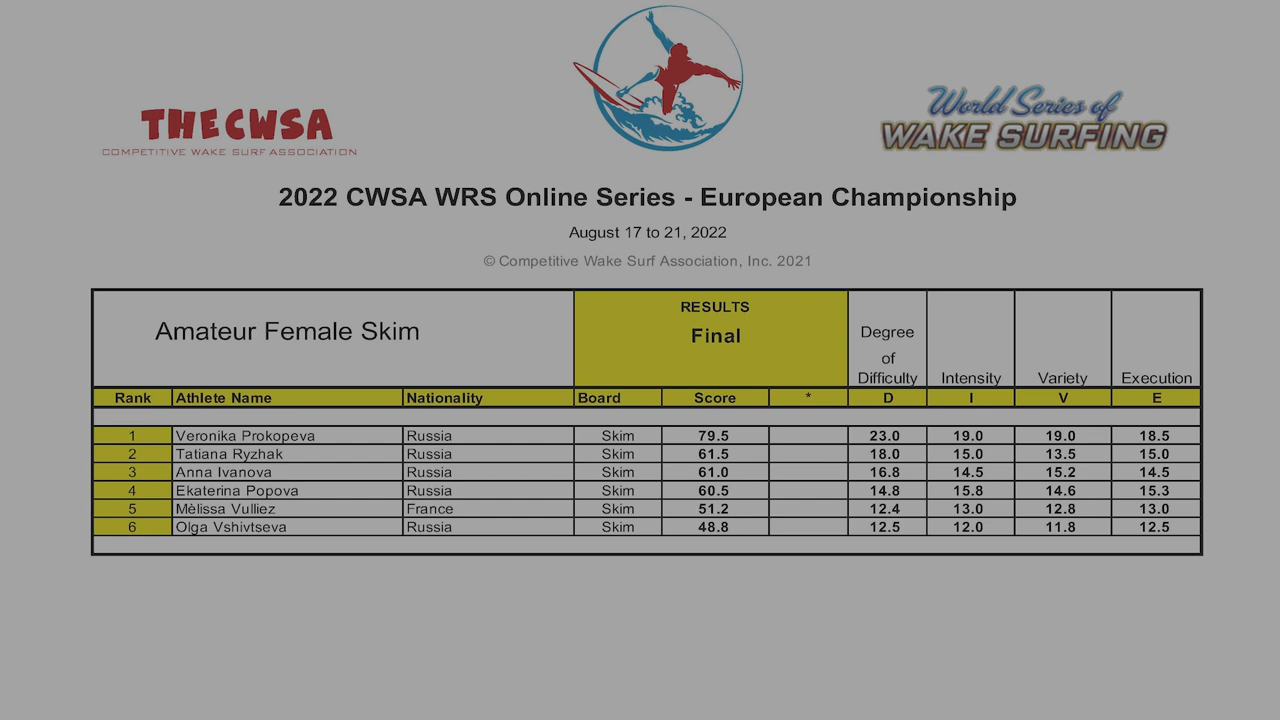 THE CWSA
COMPETITIVE WAKE SURF ASSOCIATION
World Series of
WAKE SURFING
2022 CWSA WRS Online Series - European Championship
August 17 to 21, 2022
© Competitive Wake Surf Association, Inc. 2021
Amateur Female Skim
RESULTS
Final
Degree
of
Difficulty Intensity Variety Execution
Rank Athlete Name Nationality Board Score * D I V E
1 Veronika Prokopeva Russia Skim 79.5 23.0 19.0 19.0 18.5
2 Tatiana Ryzhak Russia Skim 61.5 18.0 15.0 13.5 15.0
3 Anna Ivanova Russia Skim 61.0 16.8 14.5 15.2 14.5
4 Ekaterina Popova Russia Skim 60.5 14.8 15.8 14.6 15.3
5 Mèlissa Vulliez France Skim 51.2 12.4 13.0 12.8 13.0
6 Olga Vshivtseva Russia Skim 48.8 12.5 12.0 11.8 12.5